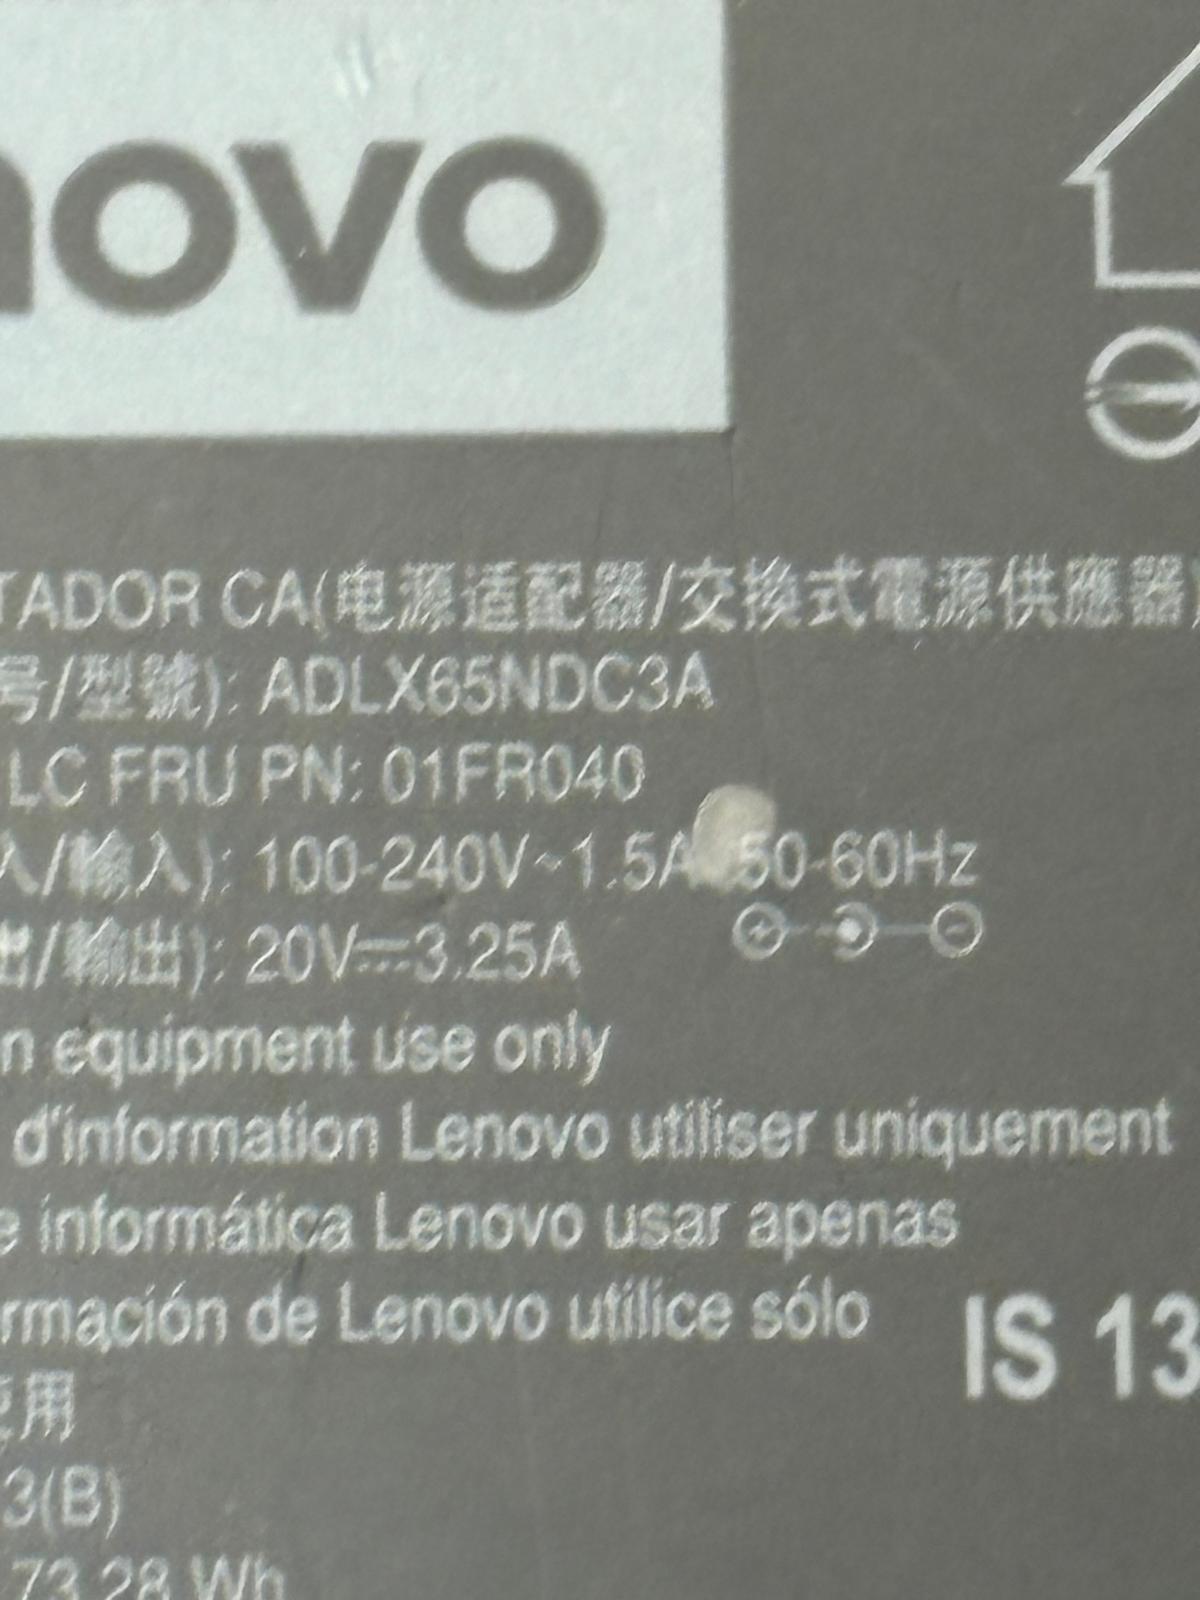 novo
TADOR CA(电源适配器/交換式電源供應器)
号/型號): ADLX65NDC3A
LC FRU PN: 01FR040
入/輸入): 100-240V~1.5A 50-60Hz
出/輸出): 20V⎓3.25A
n equipment use only
d'information Lenovo utiliser uniquement
e informática Lenovo usar apenas
rmación de Lenovo utilice sólo
IS 13
使用
3(B)
73.28 Wh